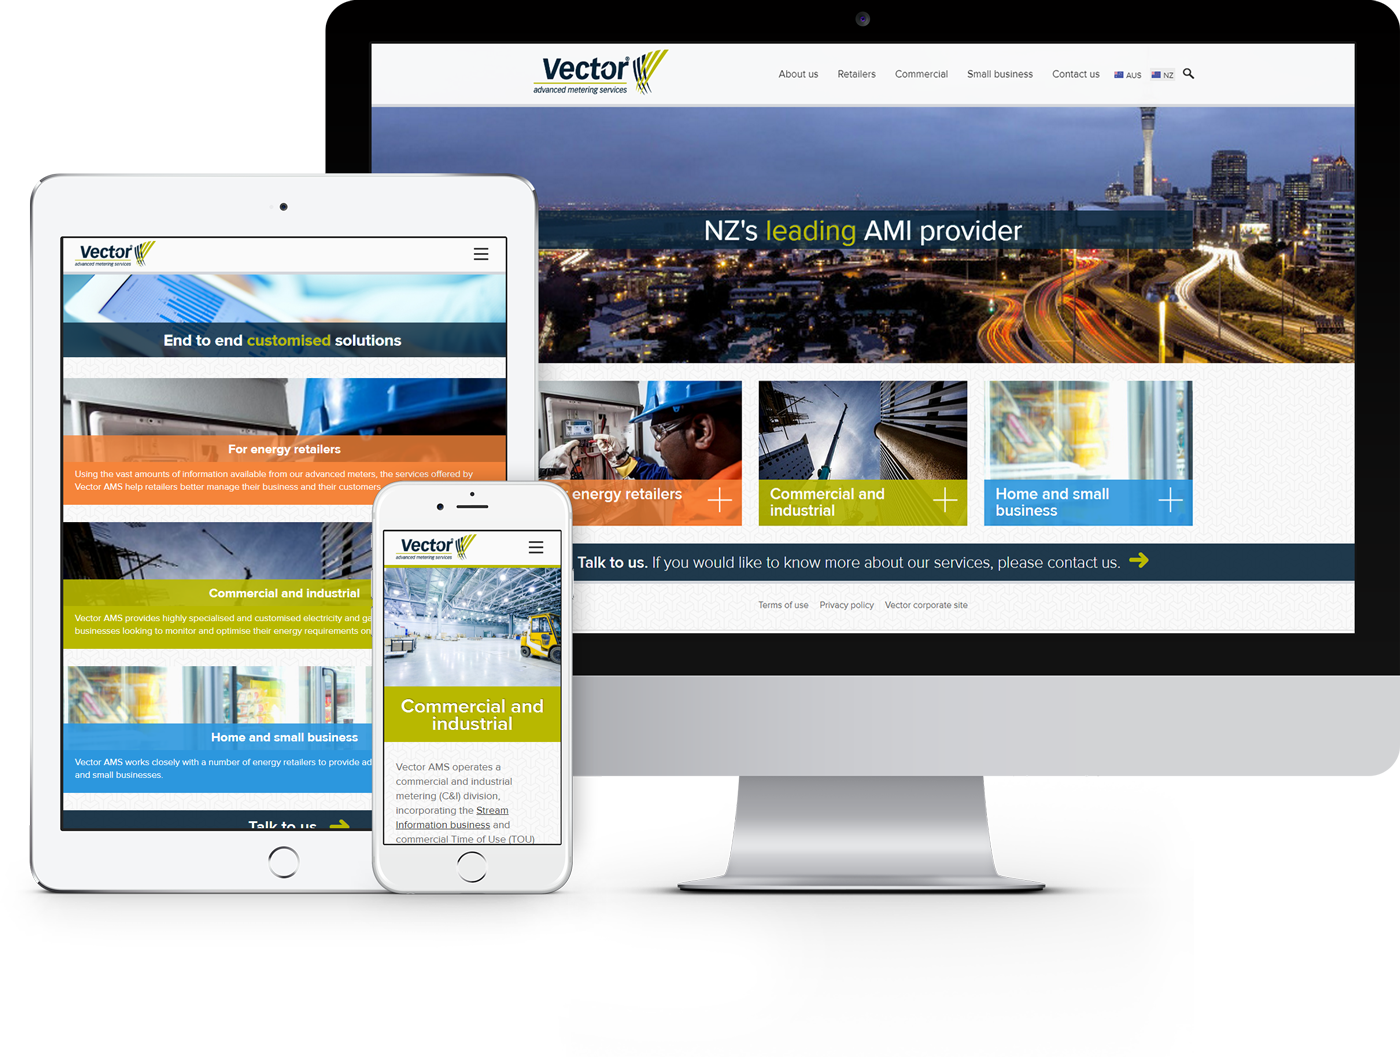 Vector
advanced metering services
About us Retailers Commercial Small business Contact us AUS NZ
NZ's leading AMI provider
energy retailers
Commercial and
industrial
Home and small
business
Talk to us. If you would like to know more about our services, please contact us.
Terms of use Privacy policy Vector corporate site
Vector
advanced metering services
End to end customised solutions
For energy retailers
Using the vast amounts of information available from our advanced meters, the services offered by
Vector AMS help retailers better manage their business and their customers
Commercial and industrial
Vector AMS provides highly specialised and customised electricity and
businesses looking to monitor and optimise their energy requirements on
Home and small business
Vector AMS works closely with a number of energy retailers to provide
and small businesses.
Talk to us
Vector
advanced metering services
Commercial and
industrial
Vector AMS operates a
commercial and industrial
metering (C&I) division,
incorporating the Stream
Information business and
commercial Time of Use (TOU)